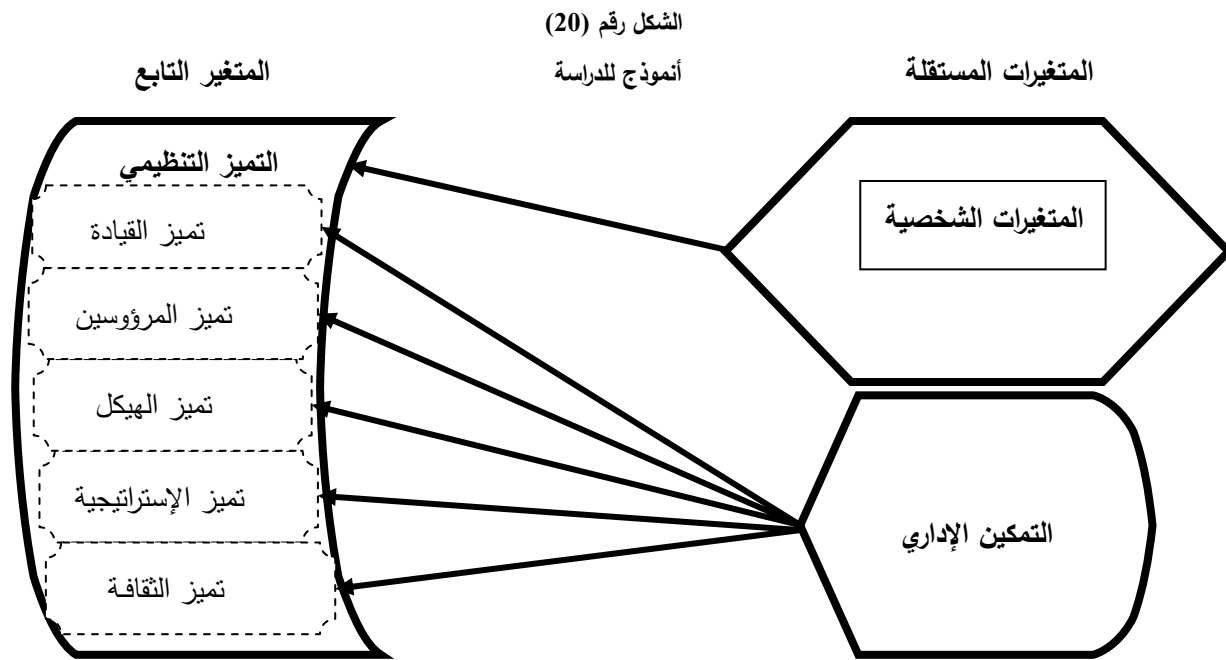 الشكل رقم (20)
أنموذج للدراسة
المتغيرات المستقلة
المتغير التابع
المتغيرات الشخصية
التمكين الإداري
التميز التنظيمي
تميز القيادة
تميز المرؤوسين
تميز الهيكل
تميز الإستراتيجية
تميز الثقافة